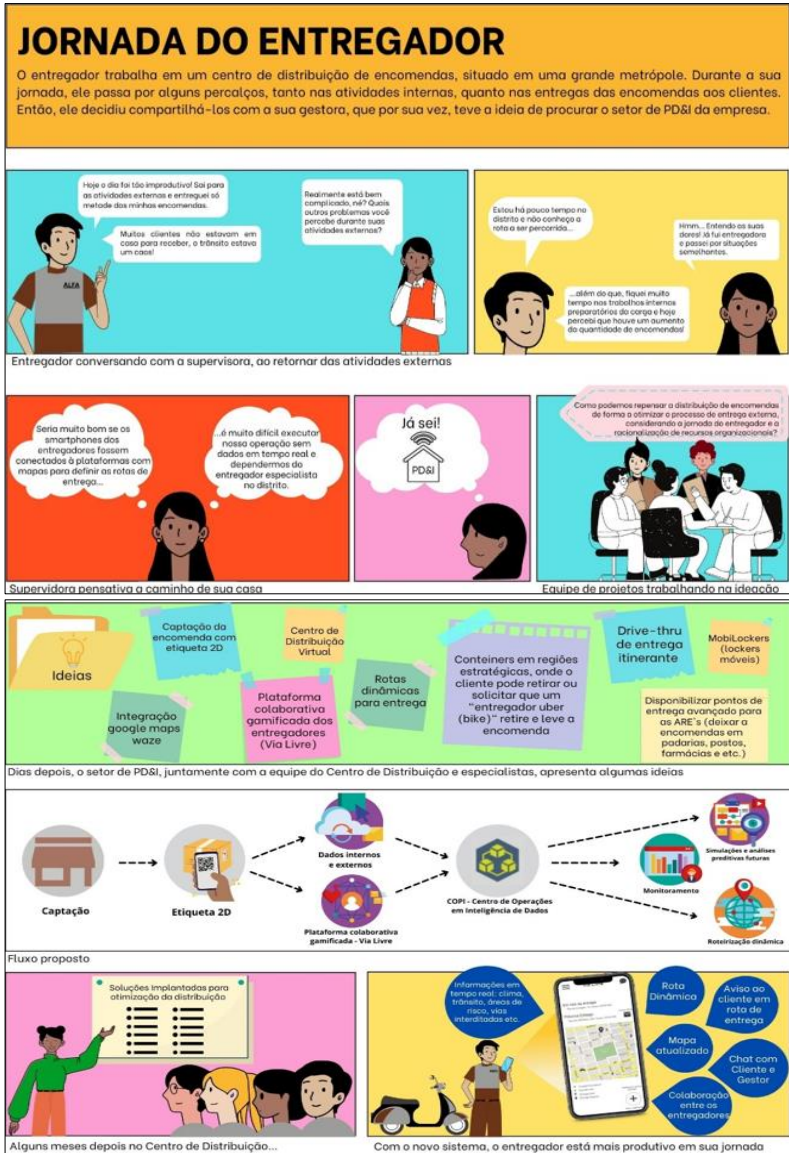 JORNADA DO ENTREGADOR
O entregador trabalha em um centro de distribuição de encomendas, situado em uma grande metrópole. Durante a sua
jornada, ele passa por alguns percalços, tanto nas atividades internas, quanto nas entregas das encomendas aos clientes.
Então, ele decidiu compartilhá-los com a sua gestora, que por sua vez, teve a ideia de procurar o setor de PD&I da empresa.
Hoje o dia foi tão improdutivo! Saí para
as atividades externas e entreguei só
metade das minhas encomendas.
Muitos clientes não estavam em
casa para receber, o trânsito estava
um caos!
ALFA
Realmente está bem
complicado, né? Quais
outros problemas você
percebe durante suas
atividades externas?
Estou há pouco tempo no
distrito e não conheço a
rota a ser percorrida...
Hmm... Entendo as suas
dores! Já fui entregadora
e passei por situações
semelhantes.
...além do que, fiquei muito
tempo nos trabalhos internos
preparatórios da carga e hoje
percebi que houve um aumento
da quantidade de encomendas!
Entregador conversando com a supervisora, ao retornar das atividades externas
Seria muito bom se os
smartphones dos
entregadores fossem
conectados à plataformas com
mapas para definir as rotas de
entrega...
...é muito difícil executar
nossa operação sem
dados em tempo real e
dependermos do
entregador especialista
no distrito.
Já sei!
PD&I
Como podemos repensar a distribuição de encomendas
de forma a otimizar o processo de entrega externa,
considerando a jornada do entregador e a
racionalização de recursos organizacionais?
Supervidora pensativa a caminho de sua casa
Equipe de projetos trabalhando na ideação
Ideias
Captação da
encomenda com
etiqueta 2D
Centro de
Distribuição
Virtual
Integração
google maps
waze
Plataforma
colaborativa
gamificada dos
entregadores
(Via Livre)
Rotas
dinâmicas
para entrega
Conteiners em regiões
estratégicas, onde o
cliente pode retirar ou
solicitar que um
"entregador uber
(bike)" retire e leve a
encomenda
Drive-thru
de entrega
itinerante
MobiLockers
(lockers
móveis)
Disponibilizar pontos de
entrega avançado para
as ARE's (deixar a
encomendas em
padarias, postos,
farmácias e etc.)
Dias depois, o setor de PD&I, juntamente com a equipe do Centro de Distribuição e especialistas, apresenta algumas ideias
Captação
Etiqueta 2D
Dados internos
e externos
Plataforma colaborativa
gamificada - Via Livre
COPI - Centro de Operações
em Inteligência de Dados
Simulações e análises
preditivas futuras
Monitoramento
Roteirização dinâmica
Fluxo proposto
Soluções Implantadas para
otimização da distribuição
Alguns meses depois no Centro de Distribuição...
Informações em
tempo real: clima,
trânsito, áreas de
risco, vias
interditadas etc.
Rota
Dinâmica
Aviso ao
cliente em
rota de
entrega
Mapa
atualizado
Chat com
Cliente e
Gestor
Colaboração
entre os
entregadores
Com o novo sistema, o entregador está mais produtivo em sua jornada